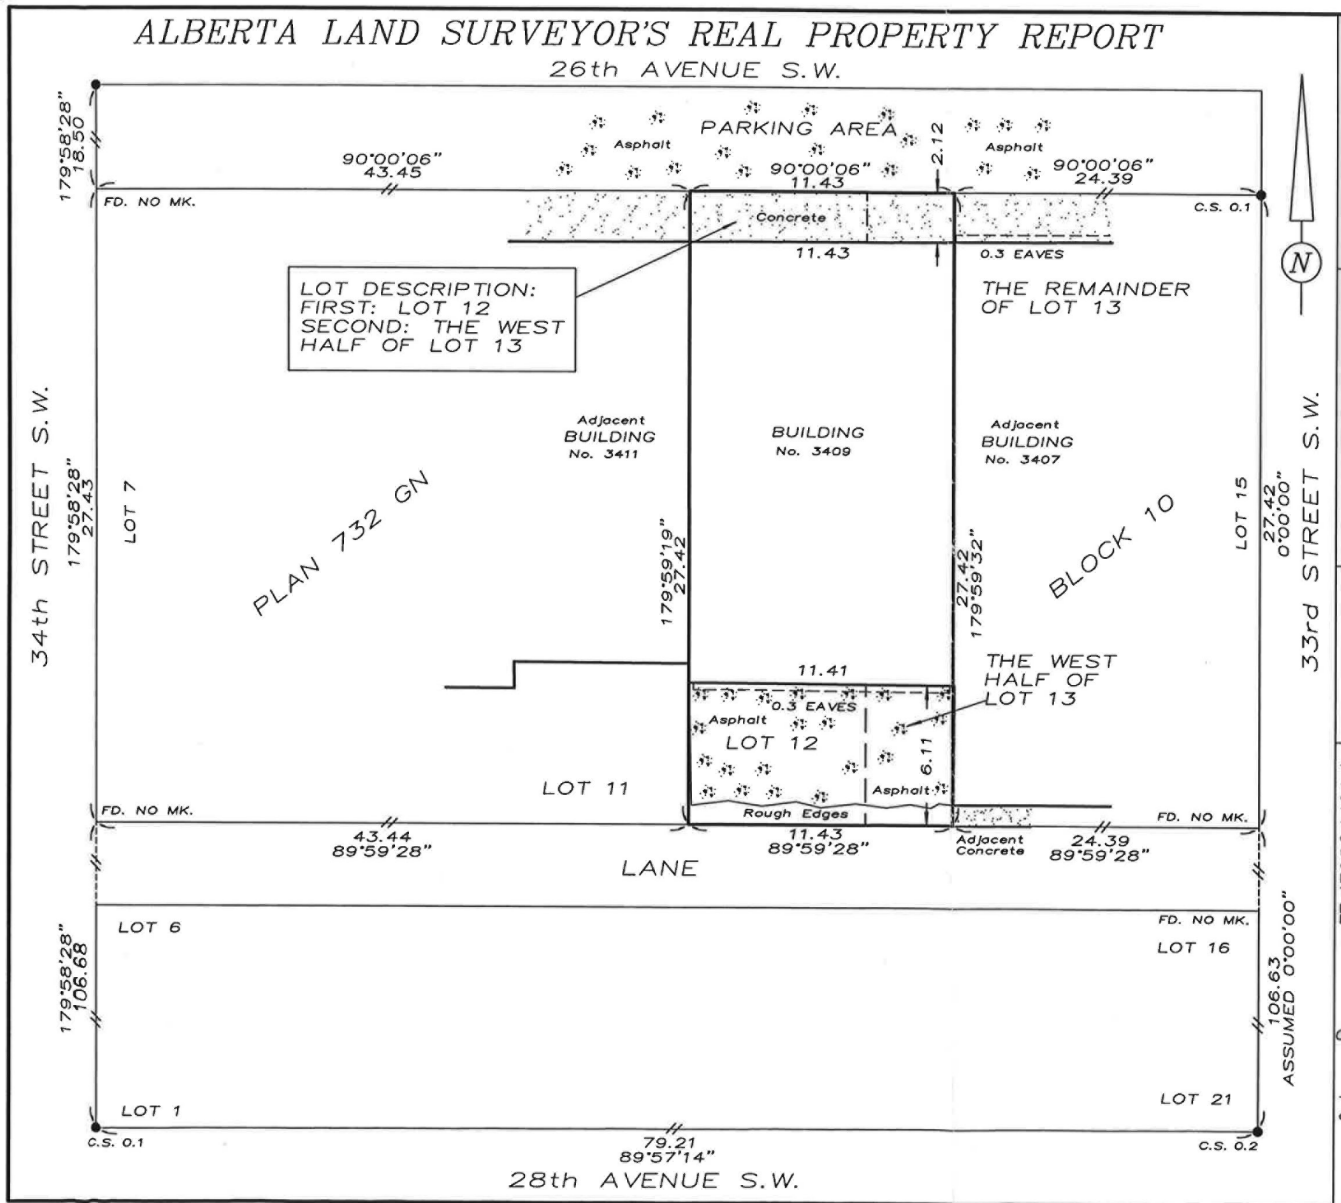 ALBERTA LAND SURVEYOR'S REAL PROPERTY REPORT
26th AVENUE S.W.
179°58'28"
18.50
PARKING AREA
Asphalt
Asphalt
2.12
90°00'06"
43.45
90°00'06"
11.43
90°00'06"
24.39
FD. NO MK.
C.S. 0.1
Concrete
11.43
0.3 EAVES
N
LOT DESCRIPTION:
FIRST: LOT 12
SECOND: THE WEST
HALF OF LOT 13
THE REMAINDER
OF LOT 13
34th STREET S.W.
179°58'28"
27.43
LOT 7
PLAN 732 GN
Adjacent
BUILDING
No. 3411
BUILDING
No. 3409
Adjacent
BUILDING
No. 3407
179°59'19"
27.42
27.42
179°59'32"
BLOCK 10
LOT 15
27.42
0°00'00"
33rd STREET S.W.
11.41
0.3 EAVES
Asphalt
LOT 12
6.11
THE WEST
HALF OF
LOT 13
LOT 11
Asphalt
Rough Edges
FD. NO MK.
FD. NO MK.
43.44
89°59'28"
11.43
89°59'28"
Adjacent
Concrete
24.39
89°59'28"
LANE
LOT 6
FD. NO MK.
LOT 16
179°58'28"
106.68
106.63
ASSUMED 0°00'00"
LOT 1
LOT 21
C.S. 0.1
79.21
89°57'14"
C.S. 0.2
28th AVENUE S.W.